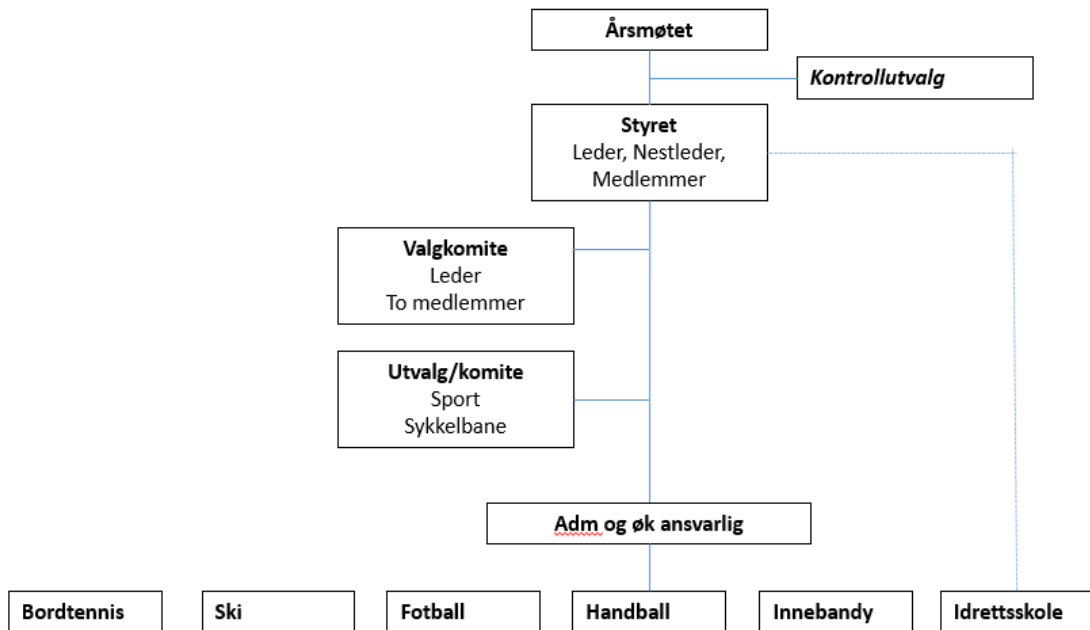 Årsmøtet
Kontrollutvalg
Styret
Leder, Nestleder,
Medlemmer
Valgkomite
Leder
To medlemmer
Utvalg/komite
Sport
Sykkelbane
Adm og øk ansvarlig
Bordtennis
Ski
Fotball
Handball
Innebandy
Idrettsskole